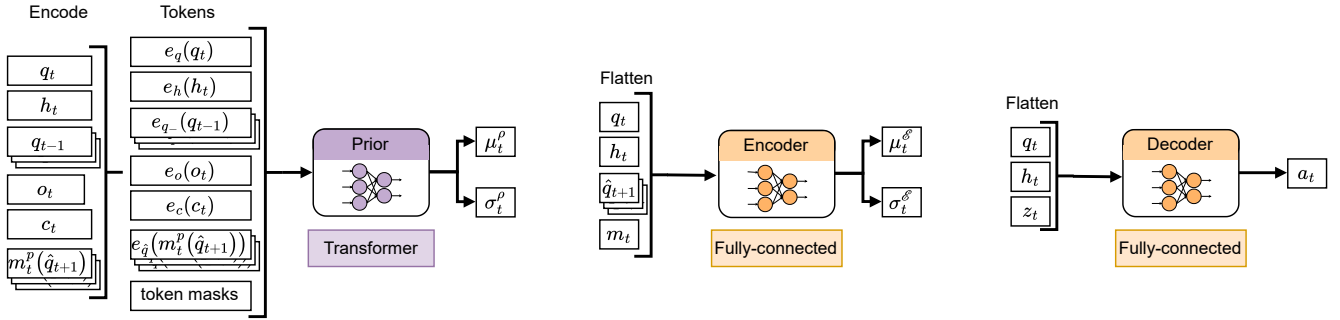 Encode
q_t
h_t
q_{t-1}
o_t
c_t
m_t^p(q̂_{t+1})
Tokens
e_q(q_t)
e_h(h_t)
e_{q_-}(q_{t-1})
e_o(o_t)
e_c(c_t)
e_{q̂}(m_t^p(q̂_{t+1}))
token masks
Prior
Transformer
μ_t^ρ
σ_t^ρ
Flatten
q_t
h_t
q̂_{t+1}
m_t
Encoder
Fully-connected
μ_t^ℰ
σ_t^ℰ
Flatten
q_t
h_t
z_t
Decoder
Fully-connected
a_t